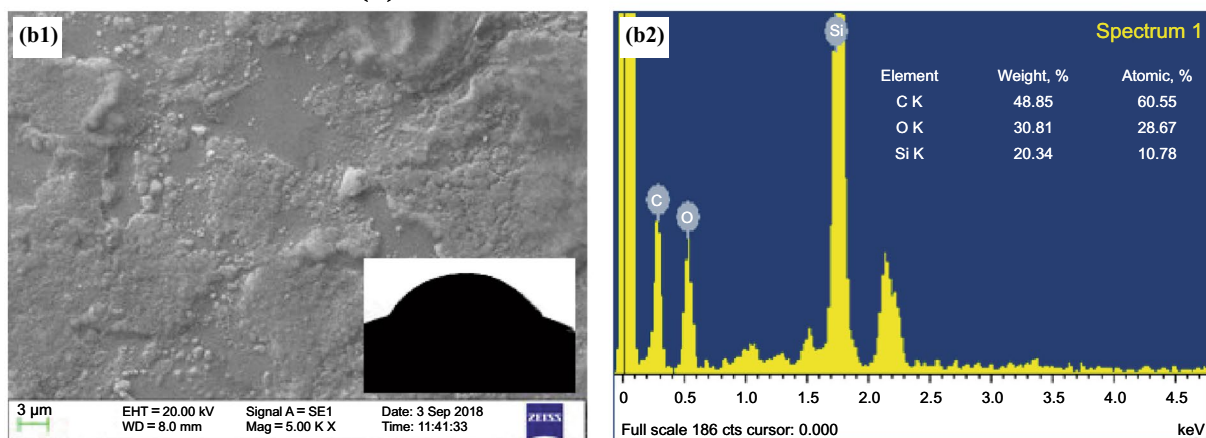 (b1)
3 µm
EHT = 20.00 kV
Signal A = SE1
Date: 3 Sep 2018
WD = 8.0 mm
Mag = 5.00 K X
Time: 11:41:33
ZEISS
(b2)
Spectrum 1
Element Weight, % Atomic, %
C K 48.85 60.55
O K 30.81 28.67
Si K 20.34 10.78
Si
C
O
0 0.5 1.0 1.5 2.0 2.5 3.0 3.5 4.0 4.5
Full scale 186 cts cursor: 0.000 keV